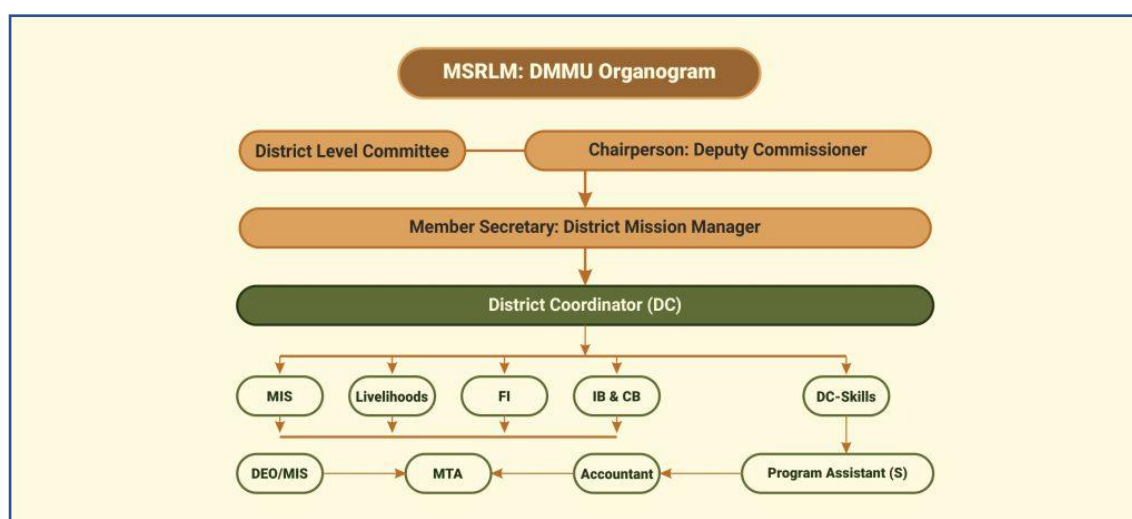 MSRLM: DMMU Organogram
District Level Committee
Chairperson: Deputy Commissioner
Member Secretary: District Mission Manager
District Coordinator (DC)
MIS
Livelihoods
FI
IB & CB
DC-Skills
DEO/MIS
MTA
Accountant
Program Assistant (S)